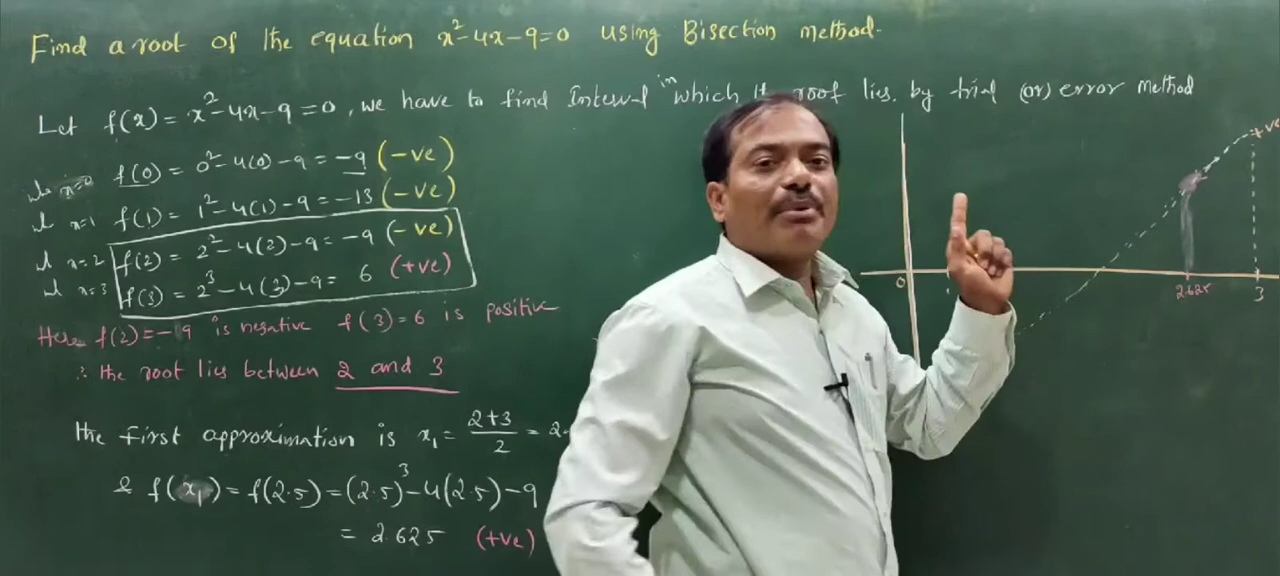 Find a root of the equation x²-4x-9=0 using Bisection method.
Let f(x) = x²-4x-9=0, we have to find Interval in which the root lies. by trial (or) error method
x=0 f(0) = 0²-4(0)-9 = -9 (-ve)
x=1 f(1) = 1²-4(1)-9 = -13 (-ve)
x=2 f(2) = 2²-4(2)-9 = -9 (-ve)
x=3 f(3) = 2³-4(3)-9 = 6 (+ve)
Here f(2) = -9 is negative f(3) = 6 is positive
∴ the root lies between 2 and 3
the first approximation is x₁ = (2+3)/2 = 2.
& f(x₁) = f(2.5) = (2.5)³-4(2.5)-9
= 2.625 (+ve)
+ve
0 2.625 3